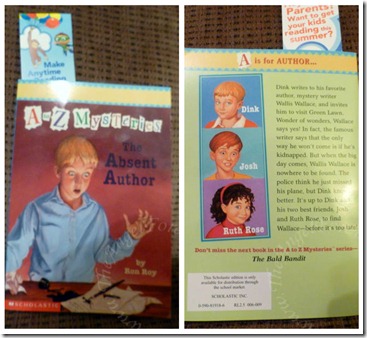 Make
Anytime
A to Z Mysteries
The
Absent
Author
by
Ron Roy
SCHOLASTIC
Parents!
Want to get
your kids
reading this
summer?
A is for AUTHOR...
Dink
Josh
Ruth Rose
Dink writes to his favorite
author, mystery writer
Wallis Wallace, and invites
him to visit Green Lawn.
Wonder of wonders, Wallace
says yes! In fact, the famous
writer says that the only
way he won't come is if he's
kidnapped. But when the big
day comes, Wallis Wallace is
nowhere to be found. The
police think he just missed
his plane, but Dink knows
better. It's up to Dink and
his two best friends, Josh
and Ruth Rose, to find
Wallace—before it's too late
Don't miss the next book in the A to Z Mysteries series—
The Bald Bandit
This Scholastic edition is only
available for distribution through
the school market
SCHOLASTIC INC.